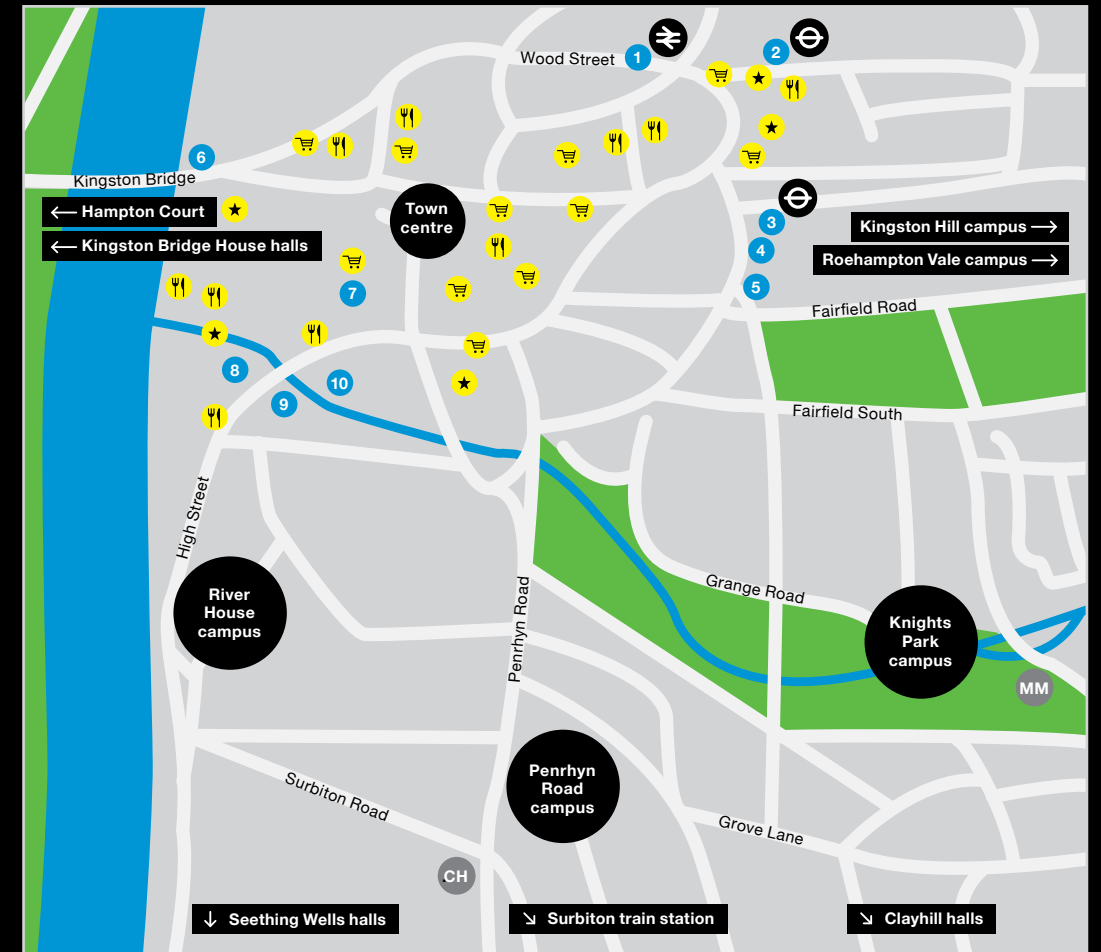 Wood Street
1
2
6
Kingston Bridge
← Hampton Court
← Kingston Bridge House halls
Town
centre
3
4
5
Kingston Hill campus →
Roehampton Vale campus →
7
Fairfield Road
8
9
10
Fairfield South
High Street
River
House
campus
Penrhyn Road
Grange Road
Knights
Park
campus
MM
Penrhyn
Road
campus
Surbiton Road
Grove Lane
CH
↓ Seething Wells halls
↘ Surbiton train station
↘ Clayhill halls